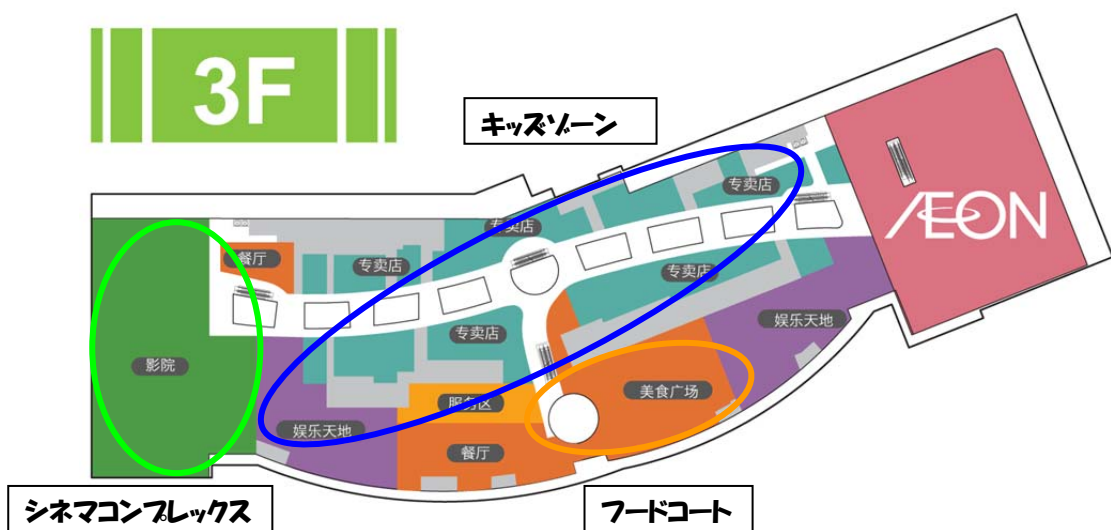 3F
キッズゾーン
专卖店
专卖店
餐厅
专卖店
专卖店
ÆON
影院
专卖店
娱乐天地
美食广场
服务区
娱乐天地
餐厅
シネマコンプレックス
フードコート